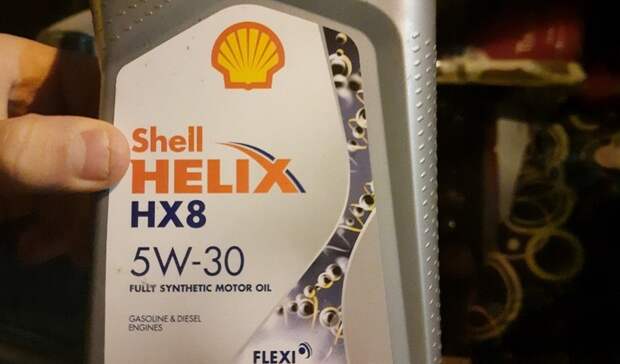 Shell
HELIX
HX8
5W-30
FULLY SYNTHETIC MOTOR OIL
GASOLINE & DIESEL
ENGINES
FLEXI